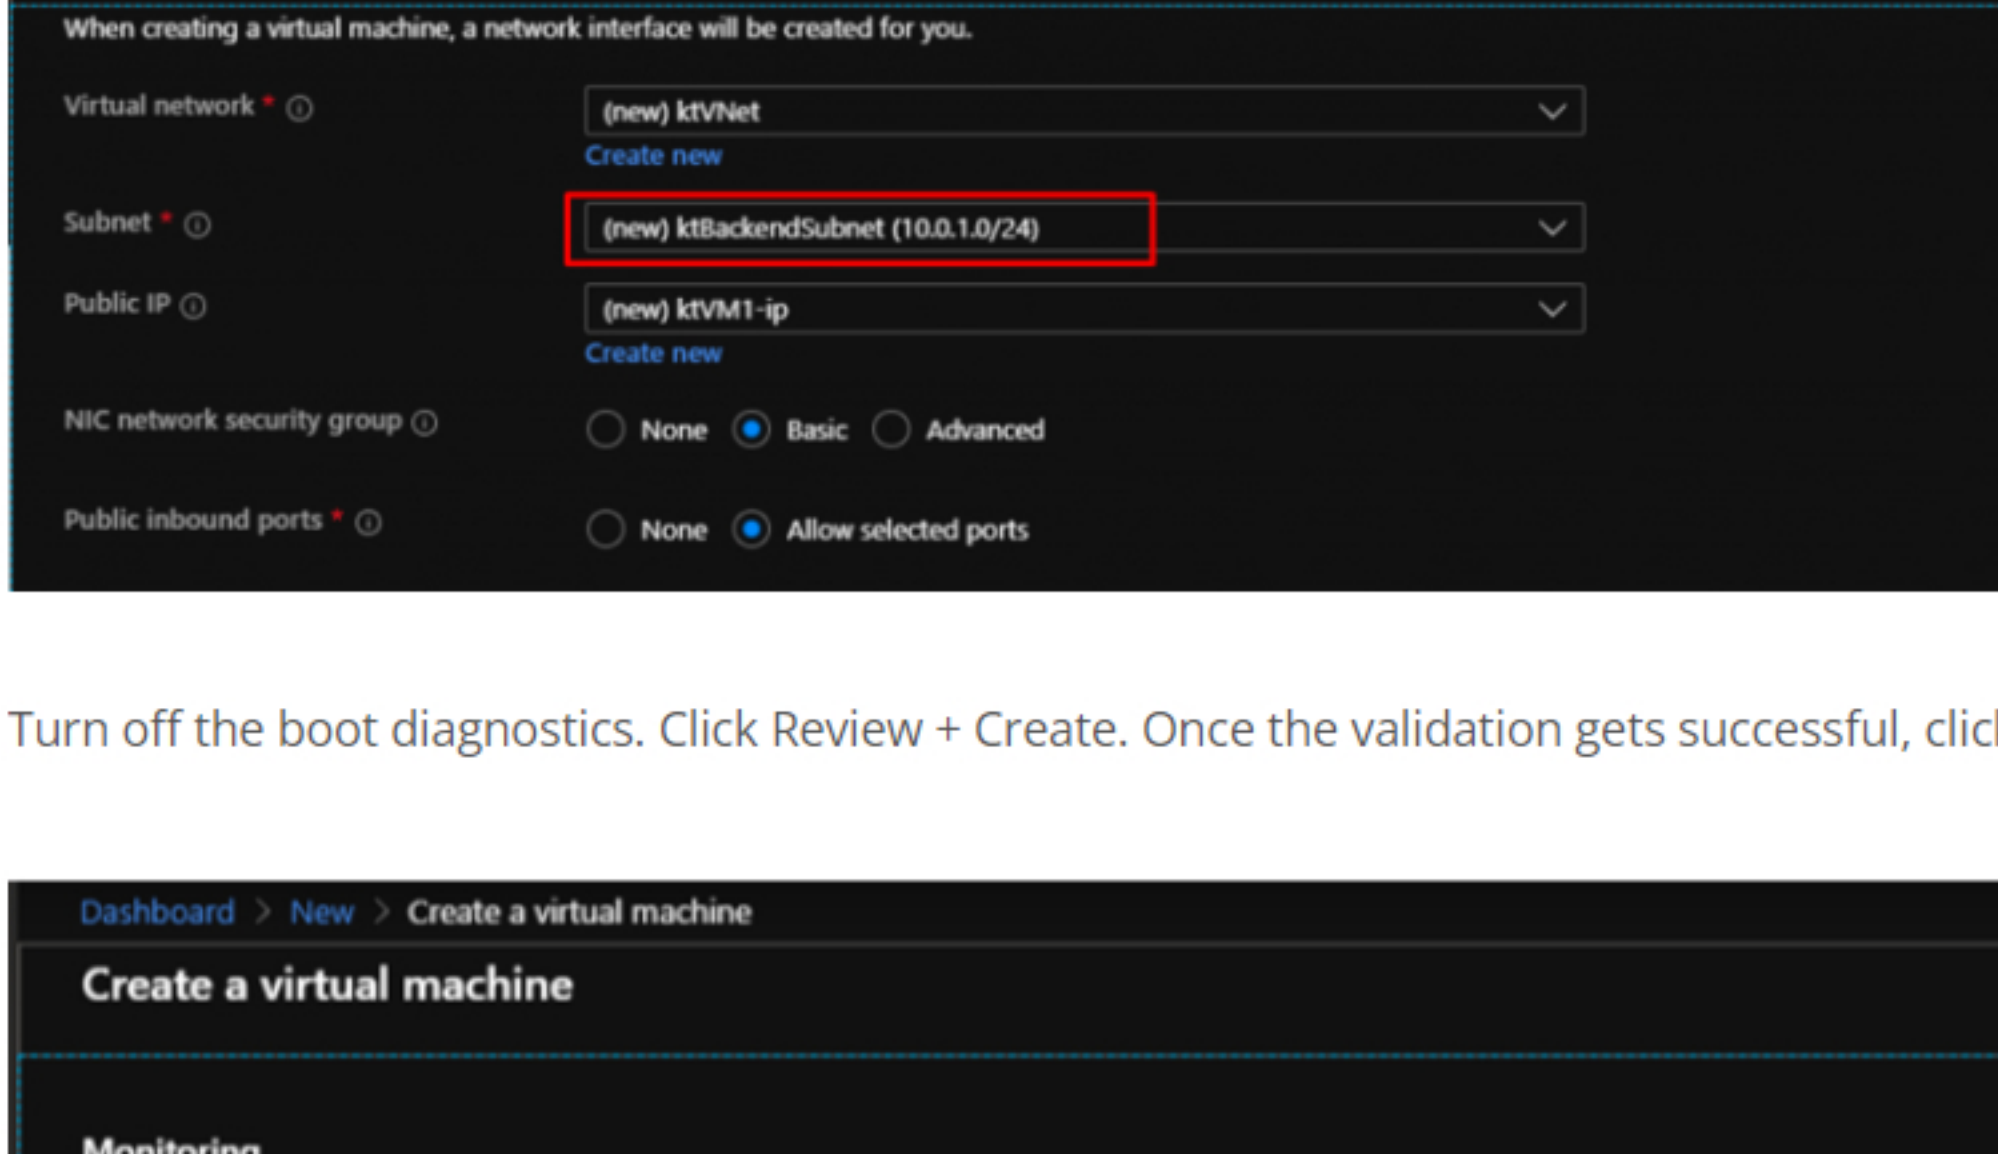 When creating a virtual machine, a network interface will be created for you.
Virtual network *
(new) ktVNet
Create new
Subnet *
(new) ktBackendSubnet (10.0.1.0/24)
Public IP
(new) ktVM1-ip
Create new
NIC network security group
None Basic Advanced
Public inbound ports *
None Allow selected ports
Turn off the boot diagnostics. Click Review + Create. Once the validation gets successful,
Dashboard > New > Create a virtual machine
Create a virtual machine
Monitoring